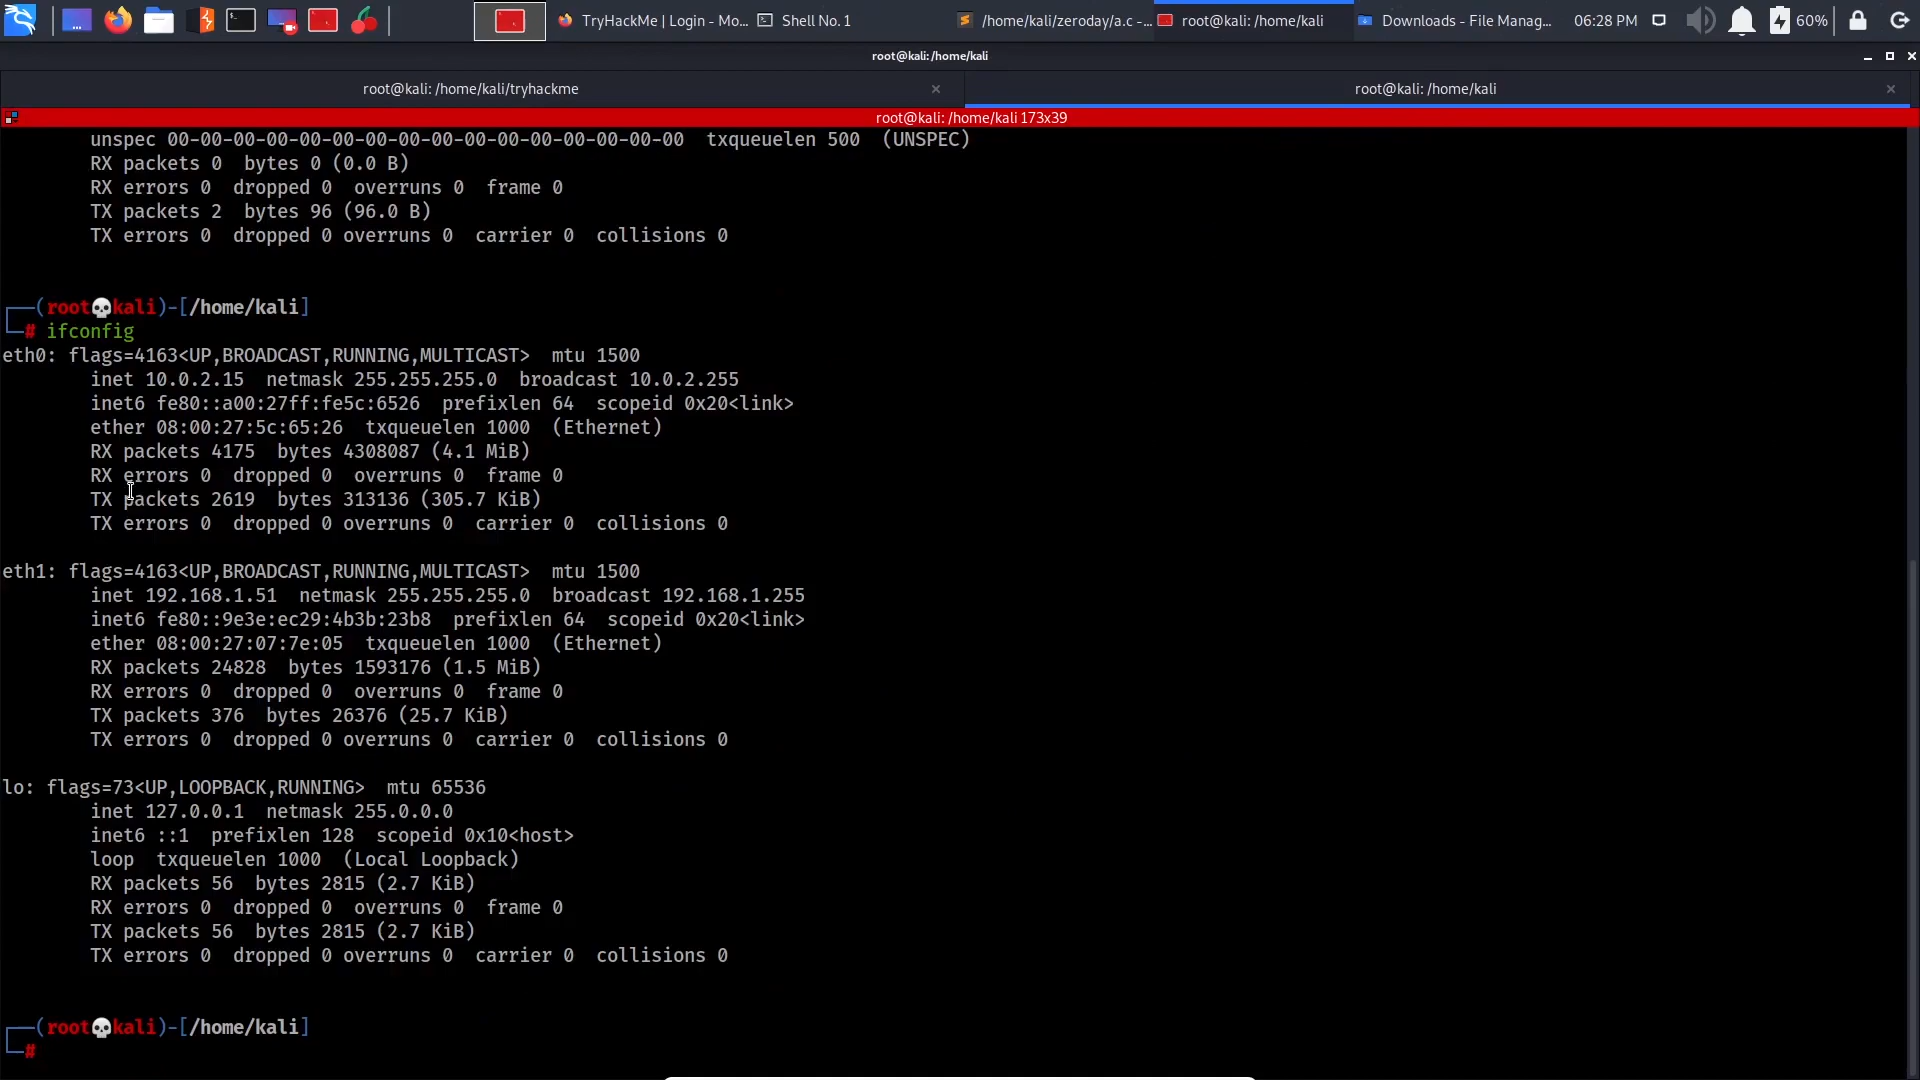 TryHackMe | Login - Mo...
Shell No. 1
/home/kali/zeroday/a.c -...
root@kali: /home/kali
Downloads - File Manag...
06:28 PM
60%
root@kali: /home/kali
root@kali: /home/kali/tryhackme
root@kali: /home/kali
root@kali: /home/kali 173x39
unspec 00-00-00-00-00-00-00-00-00-00-00-00-00-00-00-00  txqueuelen 500  (UNSPEC)
RX packets 0  bytes 0 (0.0 B)
RX errors 0  dropped 0  overruns 0  frame 0
TX packets 2  bytes 96 (96.0 B)
TX errors 0  dropped 0 overruns 0  carrier 0  collisions 0
┌──(root💀kali)-[/home/kali]
└─# ifconfig
eth0: flags=4163<UP,BROADCAST,RUNNING,MULTICAST>  mtu 1500
inet 10.0.2.15  netmask 255.255.255.0  broadcast 10.0.2.255
inet6 fe80::a00:27ff:fe5c:6526  prefixlen 64  scopeid 0x20<link>
ether 08:00:27:5c:65:26  txqueuelen 1000  (Ethernet)
RX packets 4175  bytes 4308087 (4.1 MiB)
RX errors 0  dropped 0  overruns 0  frame 0
TX packets 2619  bytes 313136 (305.7 KiB)
TX errors 0  dropped 0 overruns 0  carrier 0  collisions 0
eth1: flags=4163<UP,BROADCAST,RUNNING,MULTICAST>  mtu 1500
inet 192.168.1.51  netmask 255.255.255.0  broadcast 192.168.1.255
inet6 fe80::9e3e:ec29:4b3b:23b8  prefixlen 64  scopeid 0x20<link>
ether 08:00:27:07:7e:05  txqueuelen 1000  (Ethernet)
RX packets 24828  bytes 1593176 (1.5 MiB)
RX errors 0  dropped 0  overruns 0  frame 0
TX packets 376  bytes 26376 (25.7 KiB)
TX errors 0  dropped 0 overruns 0  carrier 0  collisions 0
lo: flags=73<UP,LOOPBACK,RUNNING>  mtu 65536
inet 127.0.0.1  netmask 255.0.0.0
inet6 ::1  prefixlen 128  scopeid 0x10<host>
loop  txqueuelen 1000  (Local Loopback)
RX packets 56  bytes 2815 (2.7 KiB)
RX errors 0  dropped 0  overruns 0  frame 0
TX packets 56  bytes 2815 (2.7 KiB)
TX errors 0  dropped 0 overruns 0  carrier 0  collisions 0
┌──(root💀kali)-[/home/kali]
└─#